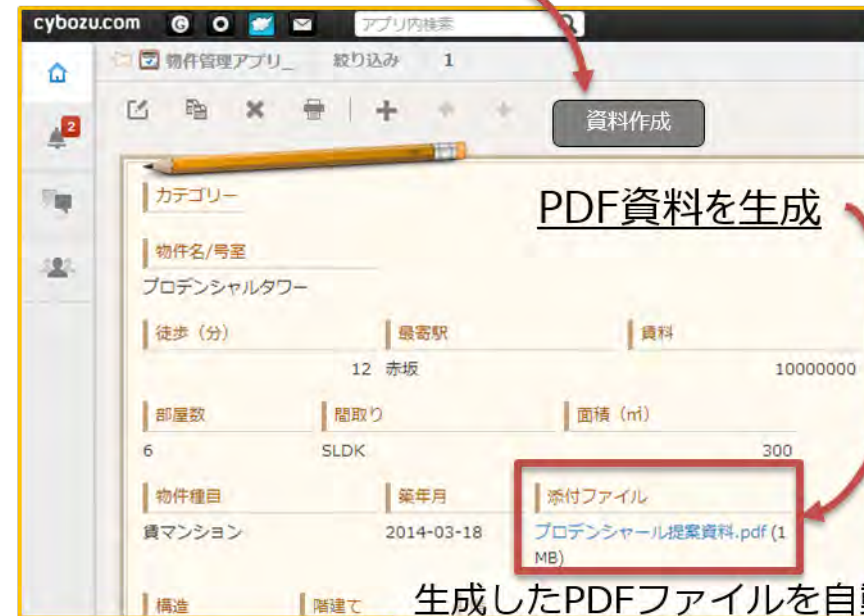 cybozu.com
アプリ内検索
物件管理アプリ_ 絞り込み 1
2
資料作成
カテゴリー
PDF資料を生成
物件名/号室
プロデンシャルタワー
徒歩（分） 最寄駅 賃料
12 赤坂 10000000
部屋数 間取り 面積（㎡）
6 SLDK 300
物件種目 築年月 添付ファイル
賃マンション 2014-03-18 プロデンシャール提案資料.pdf (1
MB)
構造 階建て 生成したPDFファイルを自